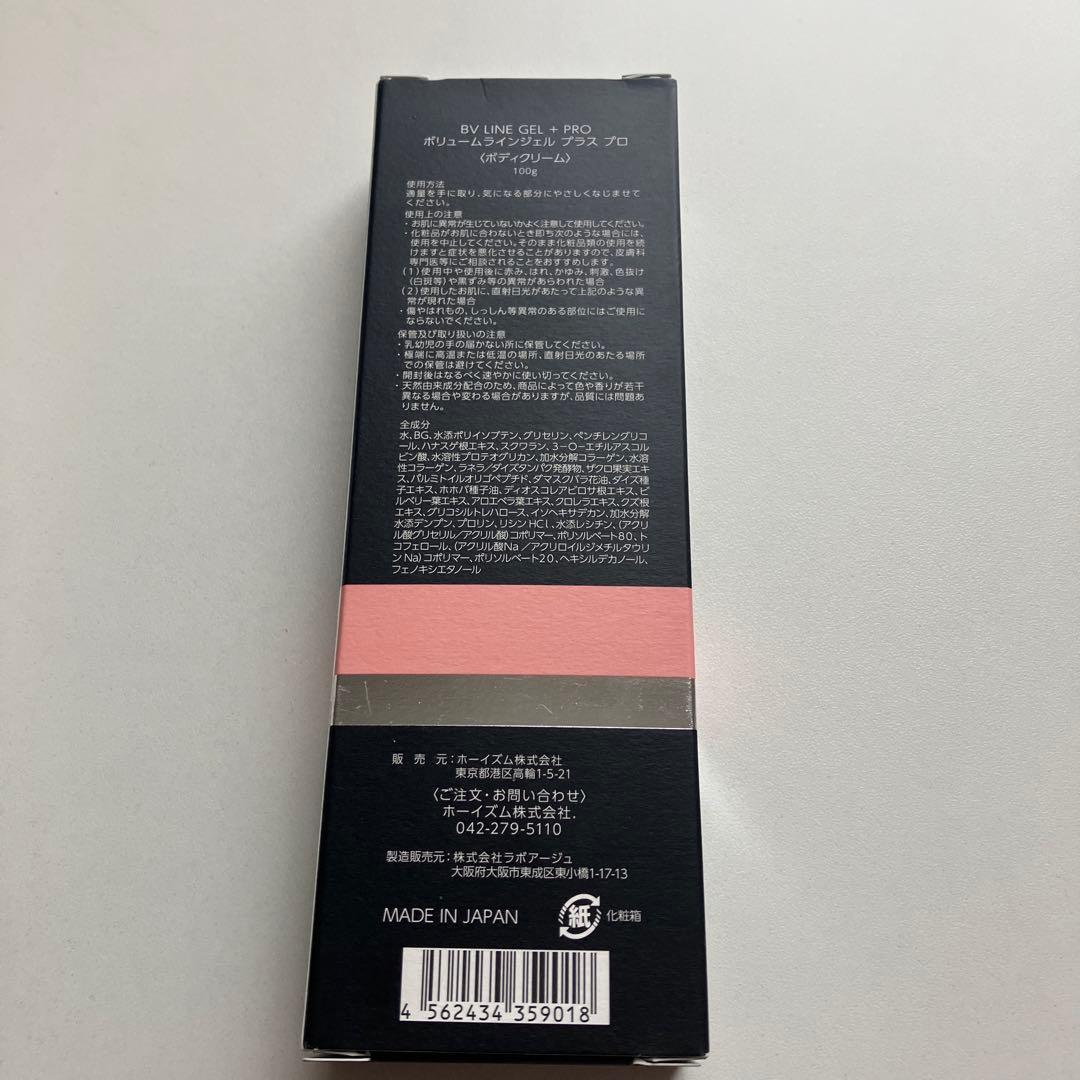 BV LINE GEL + PRO
ボリュームラインジェル プラス プロ
〈ボディクリーム〉
100g
使用方法
適量を手に取り、気になる部分にやさしくなじませて
ください。
使用上の注意
・お肌に異常が生じていないかよく注意して使用してください。
・化粧品がお肌に合わないとき即ち次のような場合には、
使用を中止してください。そのまま化粧品類の使用を続
けますと症状を悪化させることがありますので、皮膚科
専門医等にご相談されることをおすすめします。
(1)使用中や使用後に赤み、はれ、かゆみ、刺激、色抜け
(白斑等)や黒ずみ等の異常があらわれた場合
(2)使用したお肌に、直射日光があたって上記のような異
常が現れた場合
・傷やはれもの、しっしん等異常のある部位にはご使用に
ならないでください。
保管及び取り扱いの注意
・乳幼児の手の届かない所に保管してください。
・極端に高温または低温の場所、直射日光のあたる場所
での保管は避けてください。
・開封後はなるべく速やかに使い切ってください。
・天然由来成分配合のため、商品によって色や香りが若干
異なる場合や変わる場合がありますが、品質には問題あ
りません。
全成分
水、BG、水添ポリイソブテン、グリセリン、ペンチレングリコ
ール、ハナスゲ根エキス、スクワラン、3-O-エチルアスコル
ビン酸、水溶性プロテオグリカン、加水分解コラーゲン、水溶
性コラーゲン、ラネラ/ダイズタンパク発酵物、ザクロ果実エキ
ス、パルミトイルオリゴペプチド、ダマスクバラ花油、ダイズ種
子エキス、ホホバ種子油、ディオスコレアビロサ根エキス、ビ
ルベリー葉エキス、アロエベラ葉エキス、クロレラエキス、クズ根
エキス、グリコシルトレハロース、イソヘキサデカン、加水分解
水添デンプン、プロリン、リシンHCl、水添レシチン、(アクリ
ル酸グリセリル/アクリル酸)コポリマー、ポリソルベート80、ト
コフェロール、(アクリル酸Na/アクリロイルジメチルタウリ
ンNa)コポリマー、ポリソルベート20、ヘキシルデカノール、
フェノキシエタノール
販 売 元：ホーイズム株式会社
東京都港区高輪1-5-21
〈ご注文・お問い合わせ〉
ホーイズム株式会社.
042-279-5110
製造販売元：株式会社ラボアージュ
大阪府大阪市東成区東小橋1-17-13
MADE IN JAPAN 紙 化粧箱
4 562434 359018